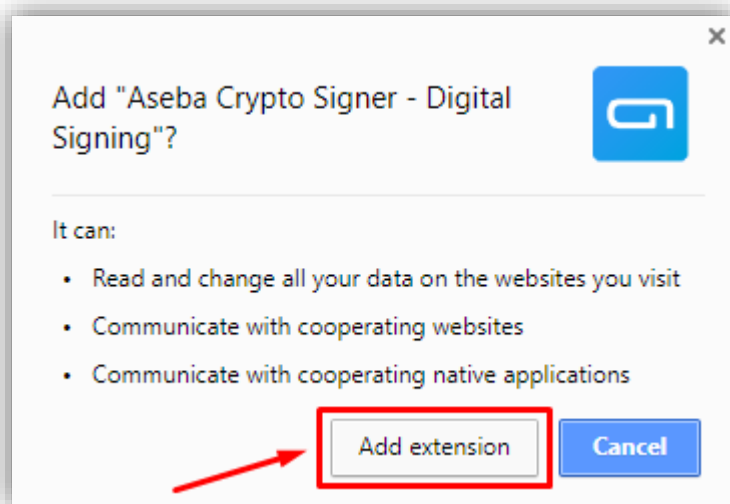 Add "Aseba Crypto Signer - Digital
Signing"?
It can:
• Read and change all your data on the websites you visit
• Communicate with cooperating websites
• Communicate with cooperating native applications
Add extension
Cancel